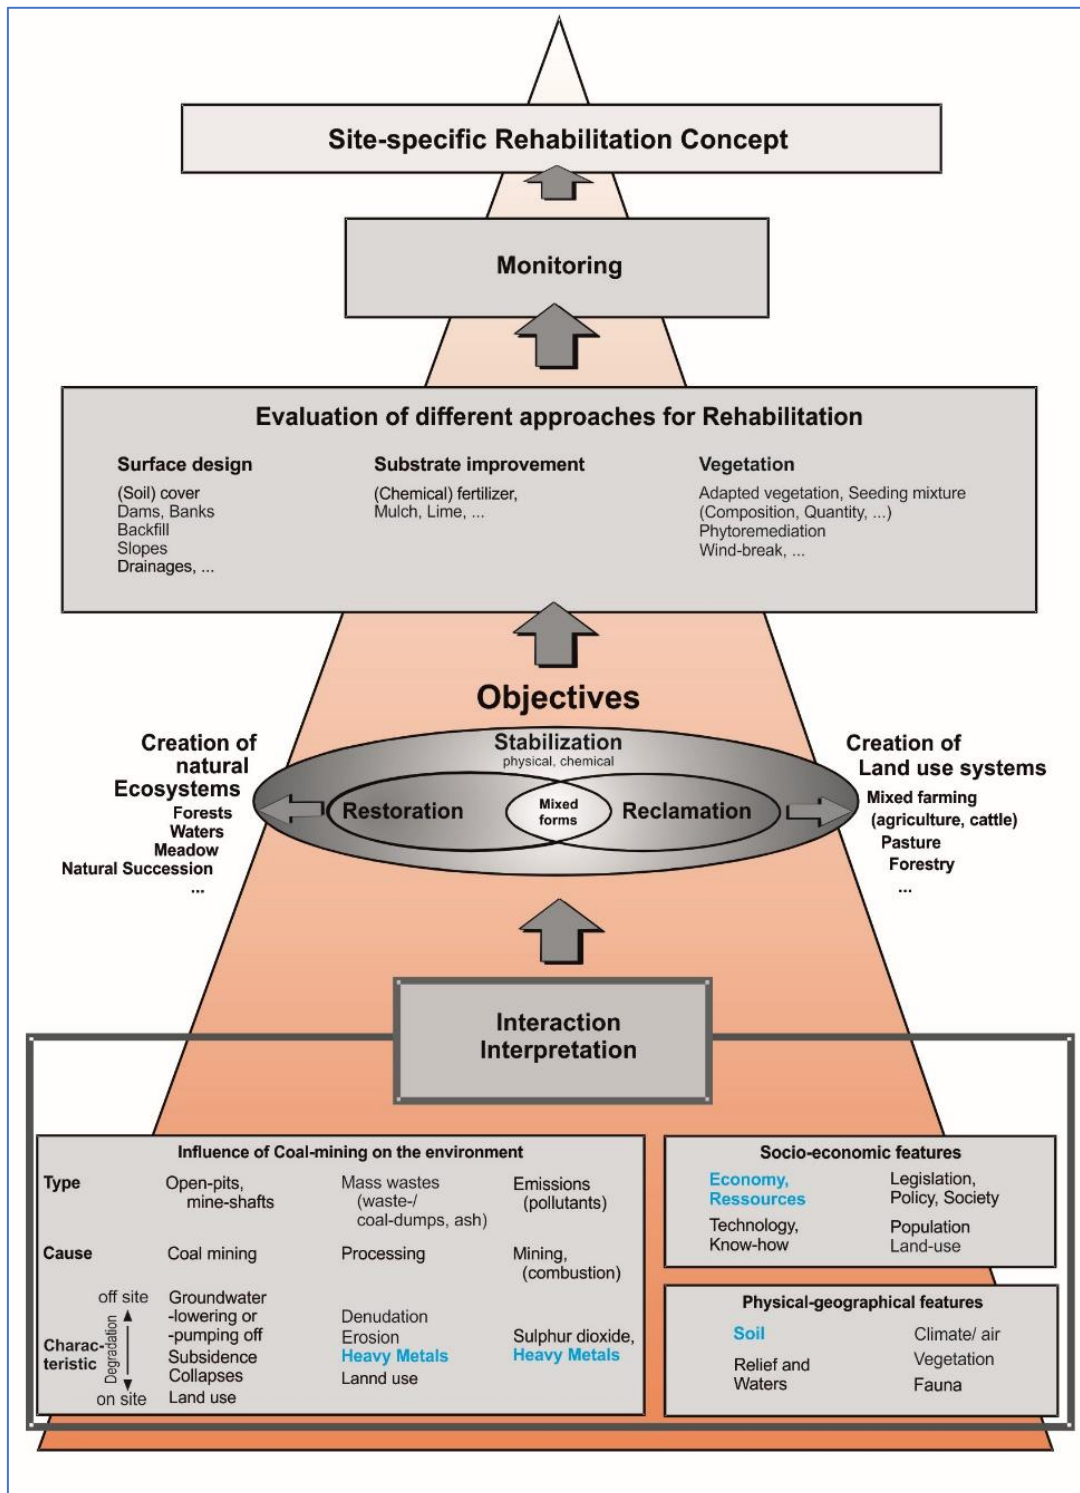 Site-specific Rehabilitation Concept
Monitoring
Evaluation of different approaches for Rehabilitation
Surface design
(Soil) cover
Dams, Banks
Backfill
Slopes
Drainages, ...
Substrate improvement
(Chemical) fertilizer,
Mulch, Lime, ...
Vegetation
Adapted vegetation, Seeding mixture
(Composition, Quantity, ...)
Phytoremediation
Wind-break, ...
Objectives
Creation of
natural
Ecosystems
Forests
Waters
Meadow
Natural Succession
...
Stabilization
physical, chemical
Restoration
Mixed
forms
Reclamation
Creation of
Land use systems
Mixed farming
(agriculture, cattle)
Pasture
Forestry
...
Interaction
Interpretation
Influence of Coal-mining on the environment
Type
Open-pits,
mine-shafts
Mass wastes
(waste-/
coal-dumps, ash)
Emissions
(pollutants)
Cause
Coal mining
Processing
Mining,
(combustion)
Charac-
teristic
off site
Degradation
on site
Groundwater
-lowering or
-pumping off
Subsidence
Collapses
Land use
Denudation
Erosion
Heavy Metals
Lannd use
Sulphur dioxide,
Heavy Metals
Socio-economic features
Economy,
Ressources
Legislation,
Policy, Society
Technology,
Know-how
Population
Land-use
Physical-geographical features
Soil
Relief and
Waters
Climate/ air
Vegetation
Fauna